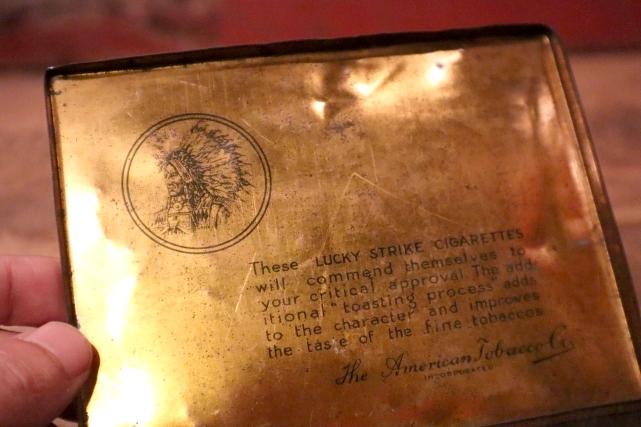 These LUCKY STRIKE CIGARETTES
will commend themselves to
your critical approval. The add-
itional "toasting" process adds
to the character and improves
the taste of the fine tobaccos
The American Tobacco Co.
INCORPORATED